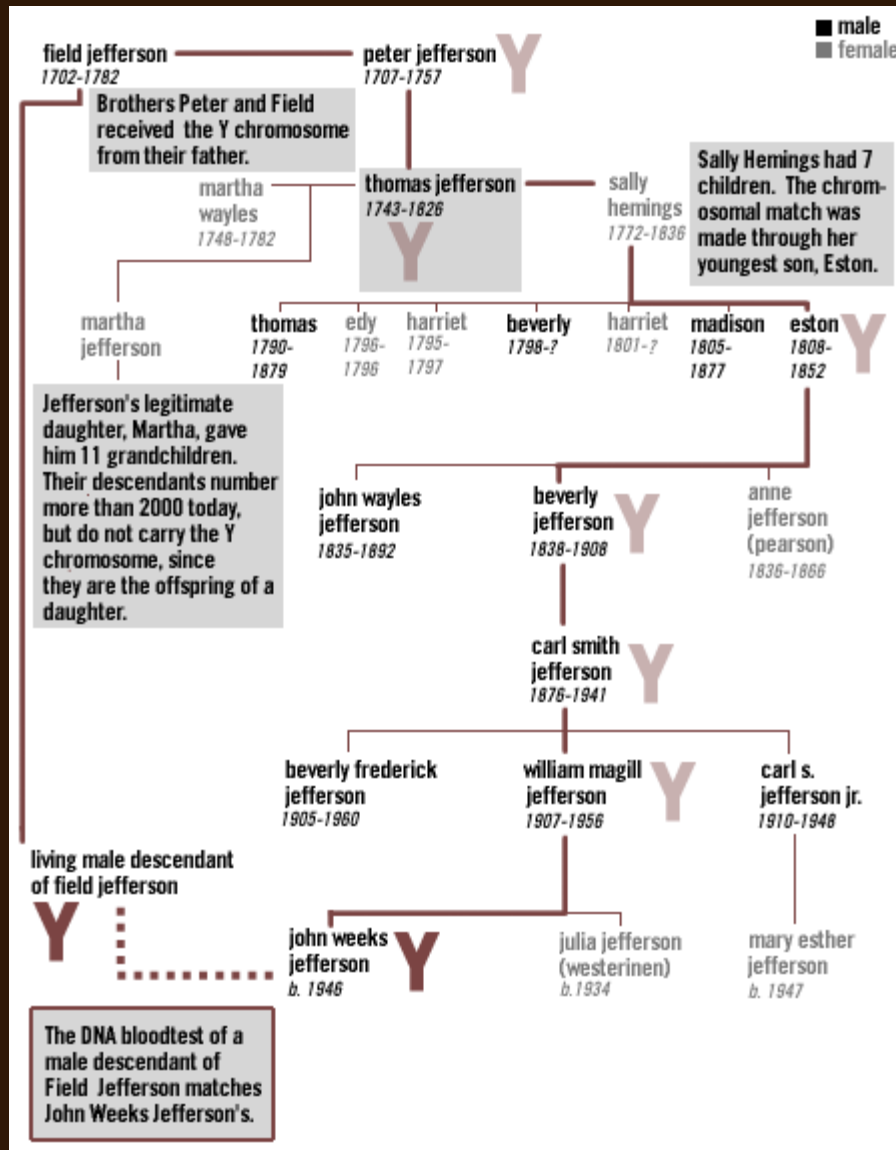 male
female
field jefferson
1702-1782
peter jefferson
1707-1757
Y
Brothers Peter and Field
received the Y chromosome
from their father.
martha
wayles
1748-1782
thomas jefferson
1743-1826
Y
sally
hemings
1772-1836
Sally Hemings had 7
children. The chrom-
osomal match was
made through her
youngest son, Eston.
martha
jefferson
thomas
1790-
1879
edy
1796-
1796
harriet
1795-
1797
beverly
1798-?
harriet
1801-?
madison
1805-
1877
eston
1808-
1852
Y
Jefferson's legitimate
daughter, Martha, gave
him 11 grandchildren.
Their descendants number
more than 2000 today,
but do not carry the Y
chromosome, since
they are the offspring of a
daughter.
john wayles
jefferson
1835-1892
beverly
jefferson
1838-1908
Y
anne
jefferson
(pearson)
1836-1866
carl smith
jefferson
1876-1941
Y
beverly frederick
jefferson
1905-1960
william magill
jefferson
1907-1956
Y
carl s.
jefferson jr.
1910-1948
living male descendant
of field jefferson
Y
john weeks
jefferson
b. 1946
Y
julia jefferson
(westerinen)
b.1934
mary esther
jefferson
b. 1947
The DNA bloodtest of a
male descendant of
Field Jefferson matches
John Weeks Jefferson's.